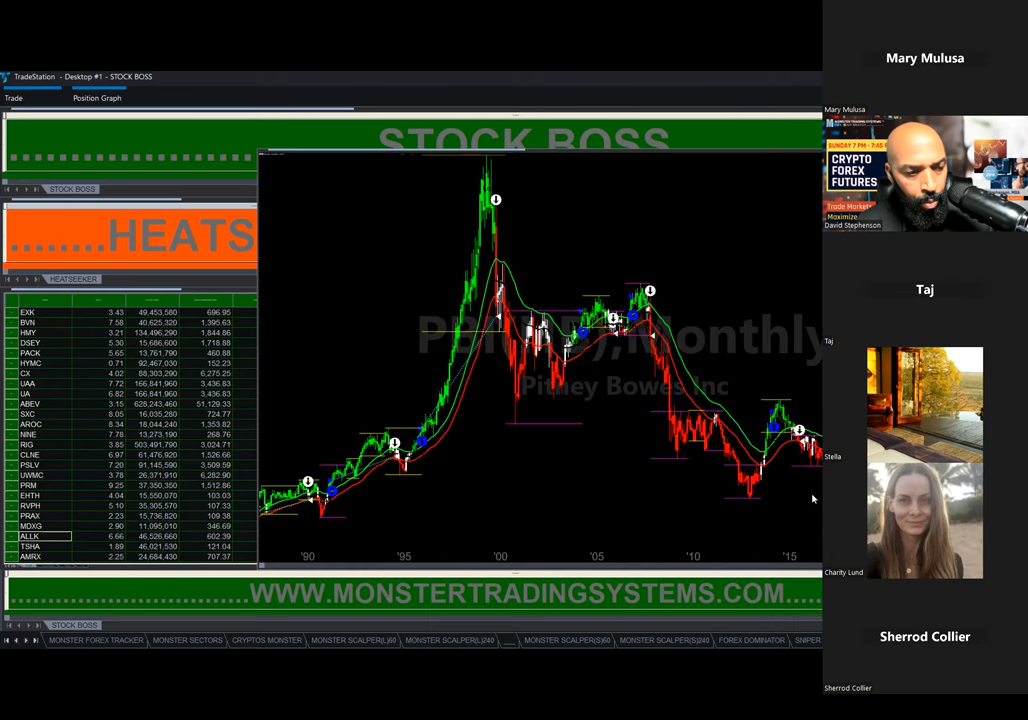 TradeStation - Desktop #1 - STOCK BOSS
Trade
Position Graph
STOCK BOSS
STOCK BOSS
........HEATS
HEATSEEKER
EXK 3.43 49,453,580 696.95
BVN 7.58 40,625,320 1,395.63
HMY 3.21 134,496,290 1,844.86
DSEY 5.30 15,686,600 1,718.88
PACK 5.65 13,761,790 460.88
HYMC 0.71 92,467,030 152.23
CX 4.02 88,303,290 6,275.25
UAA 7.72 166,841,960 3,436.83
UA 6.82 166,841,960 3,436.83
ABEV 3.15 628,243,460 51,129.33
SXC 8.05 16,035,280 724.77
AROC 8.34 18,044,240 1,353.82
NINE 7.78 13,273,190 268.76
RIG 3.85 503,491,790 3,024.71
CLNE 6.97 61,476,920 1,526.66
PSLV 7.20 91,145,590 3,509.59
UWMC 3.78 26,371,910 6,282.90
PRM 9.25 37,350,350 1,512.86
EHTH 4.04 15,550,070 103.03
RVPH 5.10 35,305,570 107.33
PRAX 2.23 15,736,820 109.38
MDXG 2.90 11,095,010 346.69
ALLK 6.66 46,526,660 602.39
TSHA 1.89 46,021,530 121.04
AMRX 2.25 24,684,430 707.37
Monthly
Pitney Bowes Inc
'90 '95 '00 '05 '10 '15
WWW.MONSTERTRADINGSYSTEMS.COM
STOCK BOSS
MONSTER FOREX TRACKER
MONSTER SECTORS
CRYPTOS MONSTER
MONSTER SCALPER(L)60
MONSTER SCALPER(L)240
MONSTER SCALPER(S)60
MONSTER SCALPER(S)240
FOREX DOMINATOR
SNIPER
Mary Mulusa
Mary Mulusa
MONSTER TRADING SYSTEMS
SUNDAY 7 PM - 7:45
CRYPTO
FOREX
FUTURES
Trade Markets
Maximize
David Stephenson
Taj
Taj
Stella
Charity Lund
Sherrod Collier
Sherrod Collier